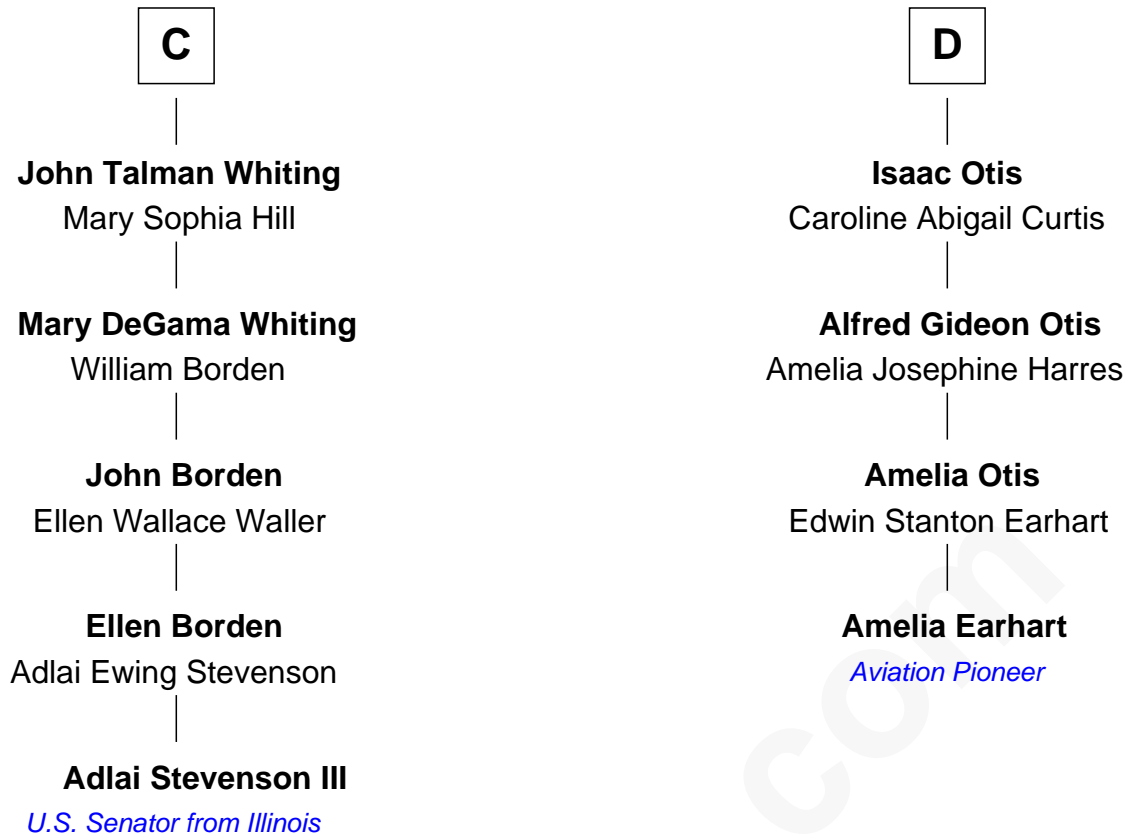 C
John Talman Whiting
Mary Sophia Hill
Mary DeGama Whiting
William Borden
John Borden
Ellen Wallace Waller
Ellen Borden
Adlai Ewing Stevenson
Adlai Stevenson III
U.S. Senator from Illinois
D
Isaac Otis
Caroline Abigail Curtis
Alfred Gideon Otis
Amelia Josephine Harres
Amelia Otis
Edwin Stanton Earhart
Amelia Earhart
Aviation Pioneer
com